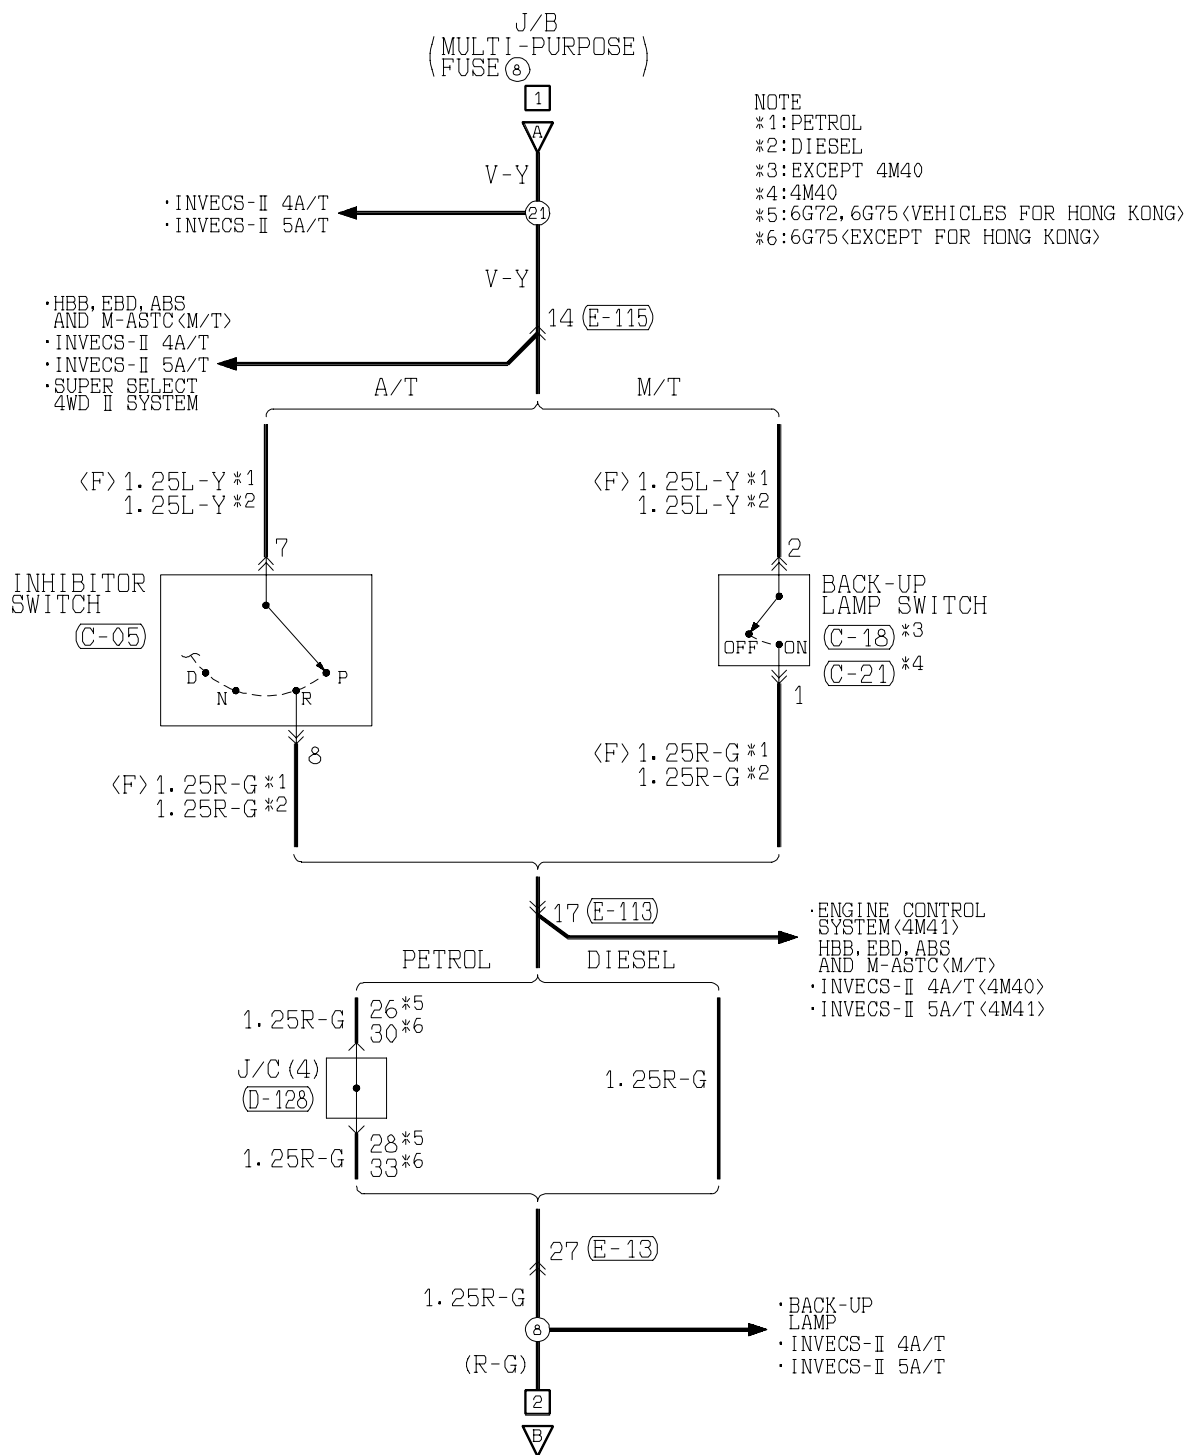 J/B
(MULTI-PURPOSE
FUSE ⑧)
1
A
NOTE
*1:PETROL
*2:DIESEL
*3:EXCEPT 4M40
*4:4M40
*5:6G72,6G75<VEHICLES FOR HONG KONG>
*6:6G75<EXCEPT FOR HONG KONG>
V-Y
·INVECS-Ⅱ 4A/T
·INVECS-Ⅱ 5A/T
21
V-Y
14 (E-115)
·HBB,EBD,ABS
AND M-ASTC<M/T>
·INVECS-Ⅱ 4A/T
·INVECS-Ⅱ 5A/T
·SUPER SELECT
4WD Ⅱ SYSTEM
A/T
M/T
<F>1.25L-Y*1
1.25L-Y*2
<F>1.25L-Y*1
1.25L-Y*2
7
2
INHIBITOR
SWITCH
(C-05)
D
N
R
P
BACK-UP
LAMP SWITCH
(C-18)*3
(C-21)*4
OFF
ON
8
1
<F>1.25R-G*1
1.25R-G*2
<F>1.25R-G*1
1.25R-G*2
17 (E-113)
·ENGINE CONTROL
SYSTEM<4M41>
HBB,EBD,ABS
AND M-ASTC<M/T>
·INVECS-Ⅱ 4A/T<4M40>
·INVECS-Ⅱ 5A/T<4M41>
PETROL
DIESEL
1.25R-G
26*5
30*6
J/C(4)
(D-128)
1.25R-G
1.25R-G
28*5
33*6
27 (E-13)
1.25R-G
8
·BACK-UP
LAMP
·INVECS-Ⅱ 4A/T
·INVECS-Ⅱ 5A/T
(R-G)
2
B